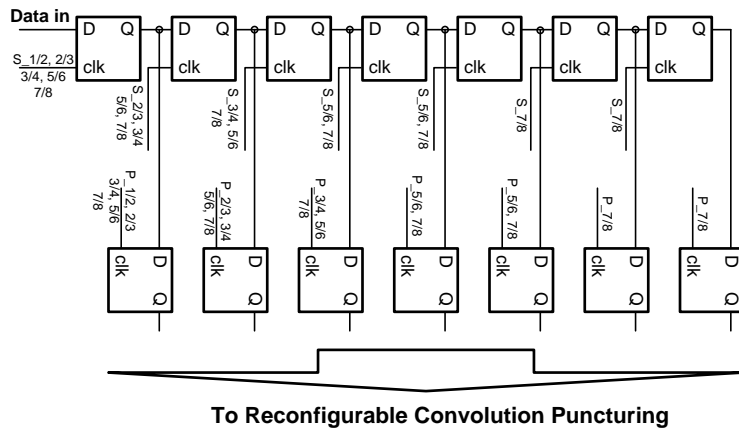 Data in
D Q
clk
D Q
clk
D Q
clk
D Q
clk
D Q
clk
D Q
clk
D Q
clk
S_1/2, 2/3
3/4, 5/6
7/8
S_2/3, 3/4
5/6, 7/8
S_3/4, 5/6
7/8
S_5/6, 7/8
S_5/6, 7/8
S_7/8
S_7/8
P_1/2, 2/3
3/4, 5/6
7/8
P_2/3, 3/4
5/6, 7/8
P_3/4, 5/6
7/8
P_5/6, 7/8
P_5/6, 7/8
P_7/8
P_7/8
clk
D Q
clk
D Q
clk
D Q
clk
D Q
clk
D Q
clk
D Q
clk
D Q
To Reconfigurable Convolution Puncturing